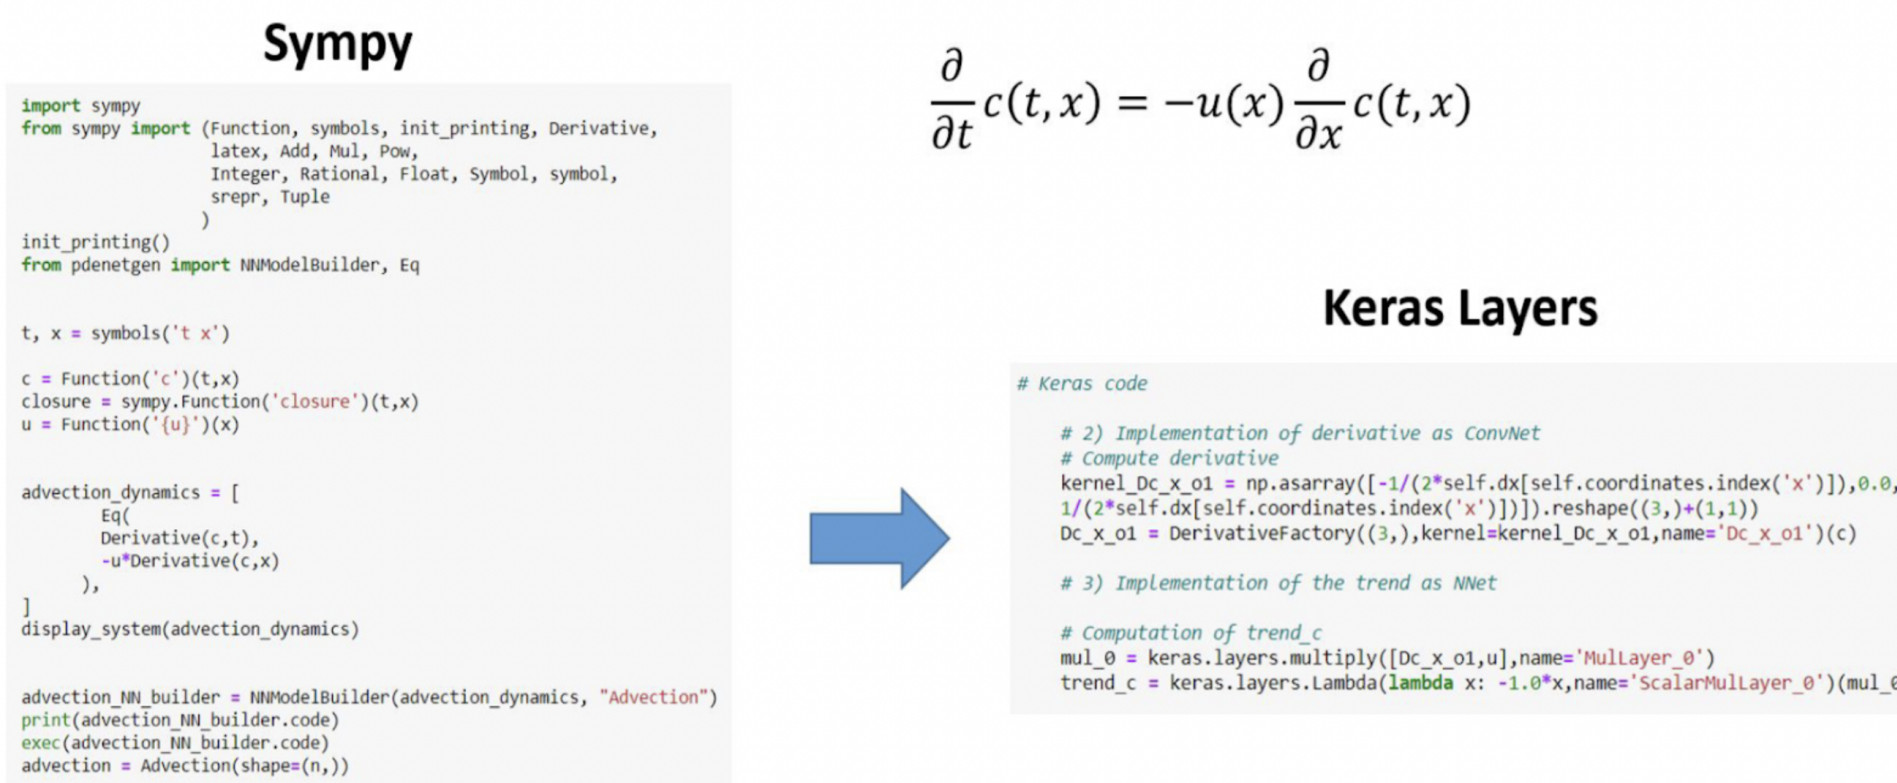 Sympy
import sympy
from sympy import (Function, symbols, init_printing, Derivative,
latex, Add, Mul, Pow,
Integer, Rational, Float, Symbol, symbol,
srepr, Tuple
)
init_printing()
from pdenetgen import NNModelBuilder, Eq
t, x = symbols('t x')
c = Function('c')(t,x)
closure = sympy.Function('closure')(t,x)
u = Function('{u}')(x)
advection_dynamics = [
Eq(
Derivative(c,t),
-u*Derivative(c,x)
),
]
display_system(advection_dynamics)
advection_NN_builder = NNModelBuilder(advection_dynamics, "Advection")
print(advection_NN_builder.code)
exec(advection_NN_builder.code)
advection = Advection(shape=(n,))
∂/∂t c(t, x) = −u(x) ∂/∂x c(t, x)
Keras Layers
# Keras code
# 2) Implementation of derivative as ConvNet
# Compute derivative
kernel_Dc_x_o1 = np.asarray([-1/(2*self.dx[self.coordinates.index('x')]),0.0,
1/(2*self.dx[self.coordinates.index('x')])]).reshape((3,)+(1,1))
Dc_x_o1 = DerivativeFactory((3,),kernel=kernel_Dc_x_o1,name='Dc_x_o1')(c)
# 3) Implementation of the trend as NNet
# Computation of trend_c
mul_0 = keras.layers.multiply([Dc_x_o1,u],name='MulLayer_0')
trend_c = keras.layers.Lambda(lambda x: -1.0*x,name='ScalarMulLayer_0')(mul_0